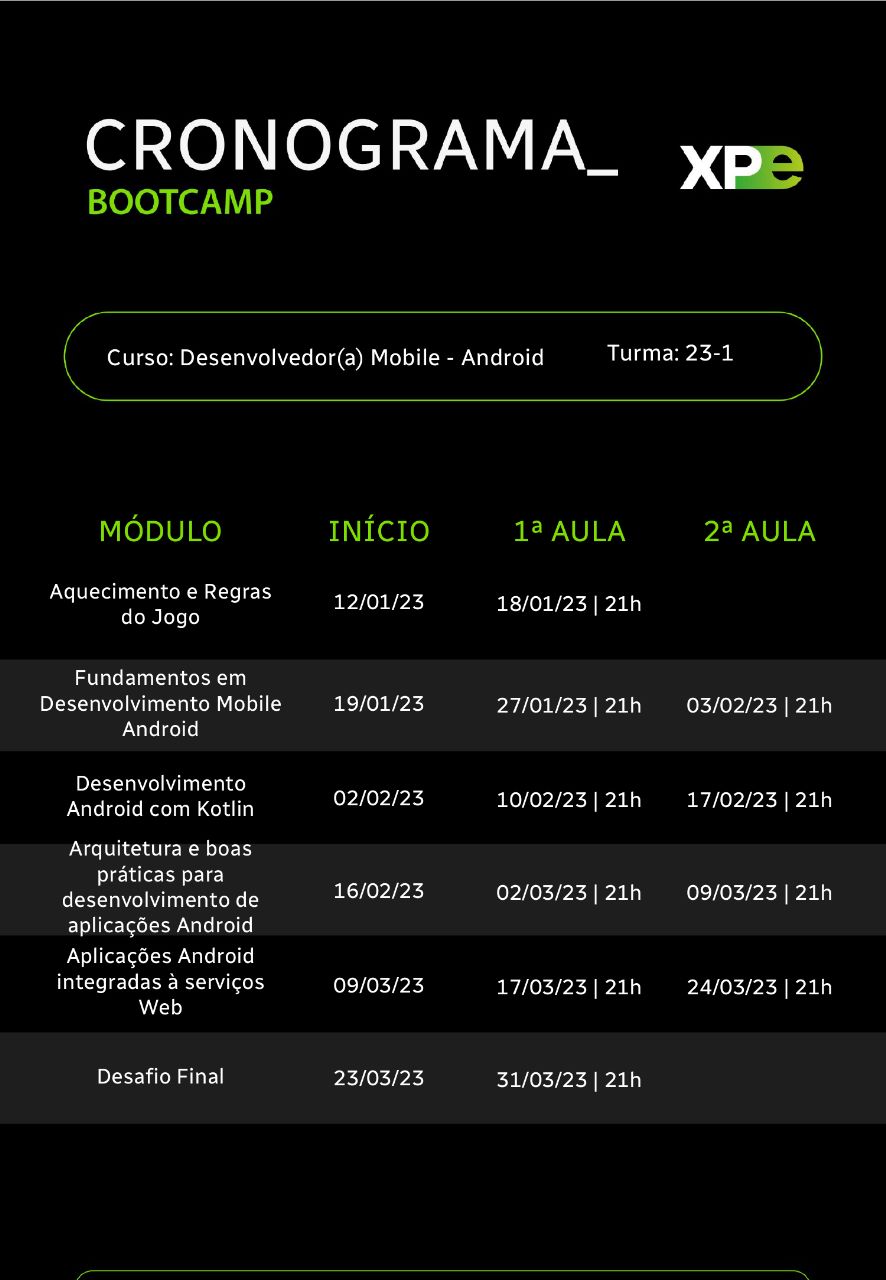 CRONOGRAMA_
XPe
BOOTCAMP
Curso: Desenvolvedor(a) Mobile - Android
Turma: 23-1
MÓDULO INÍCIO 1ª AULA 2ª AULA
Aquecimento e Regras
do Jogo
12/01/23 18/01/23 | 21h
Fundamentos em
Desenvolvimento Mobile
Android
19/01/23 27/01/23 | 21h 03/02/23 | 21h
Desenvolvimento
Android com Kotlin
02/02/23 10/02/23 | 21h 17/02/23 | 21h
Arquitetura e boas
práticas para
desenvolvimento de
aplicações Android
16/02/23 02/03/23 | 21h 09/03/23 | 21h
Aplicações Android
integradas à serviços
Web
09/03/23 17/03/23 | 21h 24/03/23 | 21h
Desafio Final 23/03/23 31/03/23 | 21h